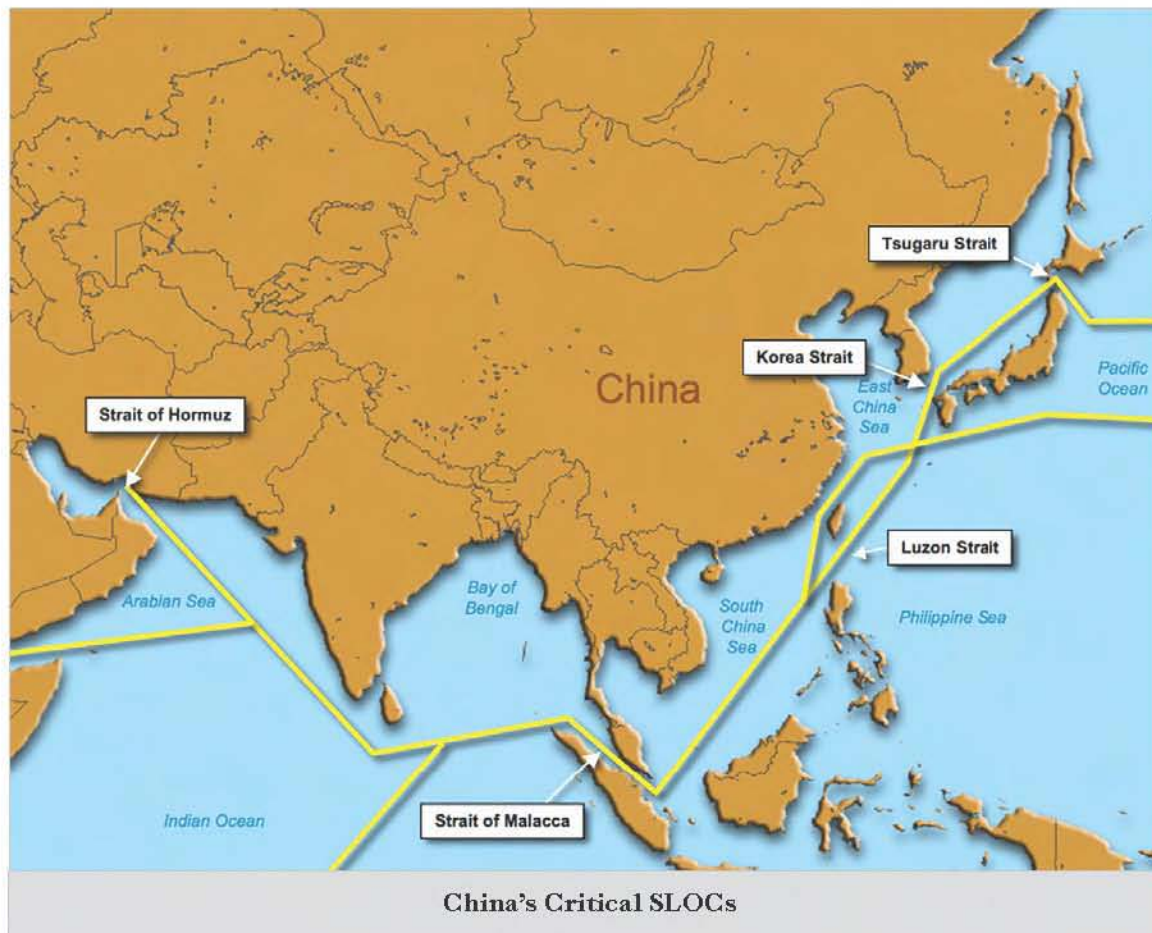 Tsugaru Strait
Korea Strait
Pacific
Ocean
East
China
Sea
China
Strait of Hormuz
Luzon Strait
Arabian Sea
Bay of
Bengal
South
China
Sea
Philippine Sea
Strait of Malacca
Indian Ocean
China's Critical SLOCs